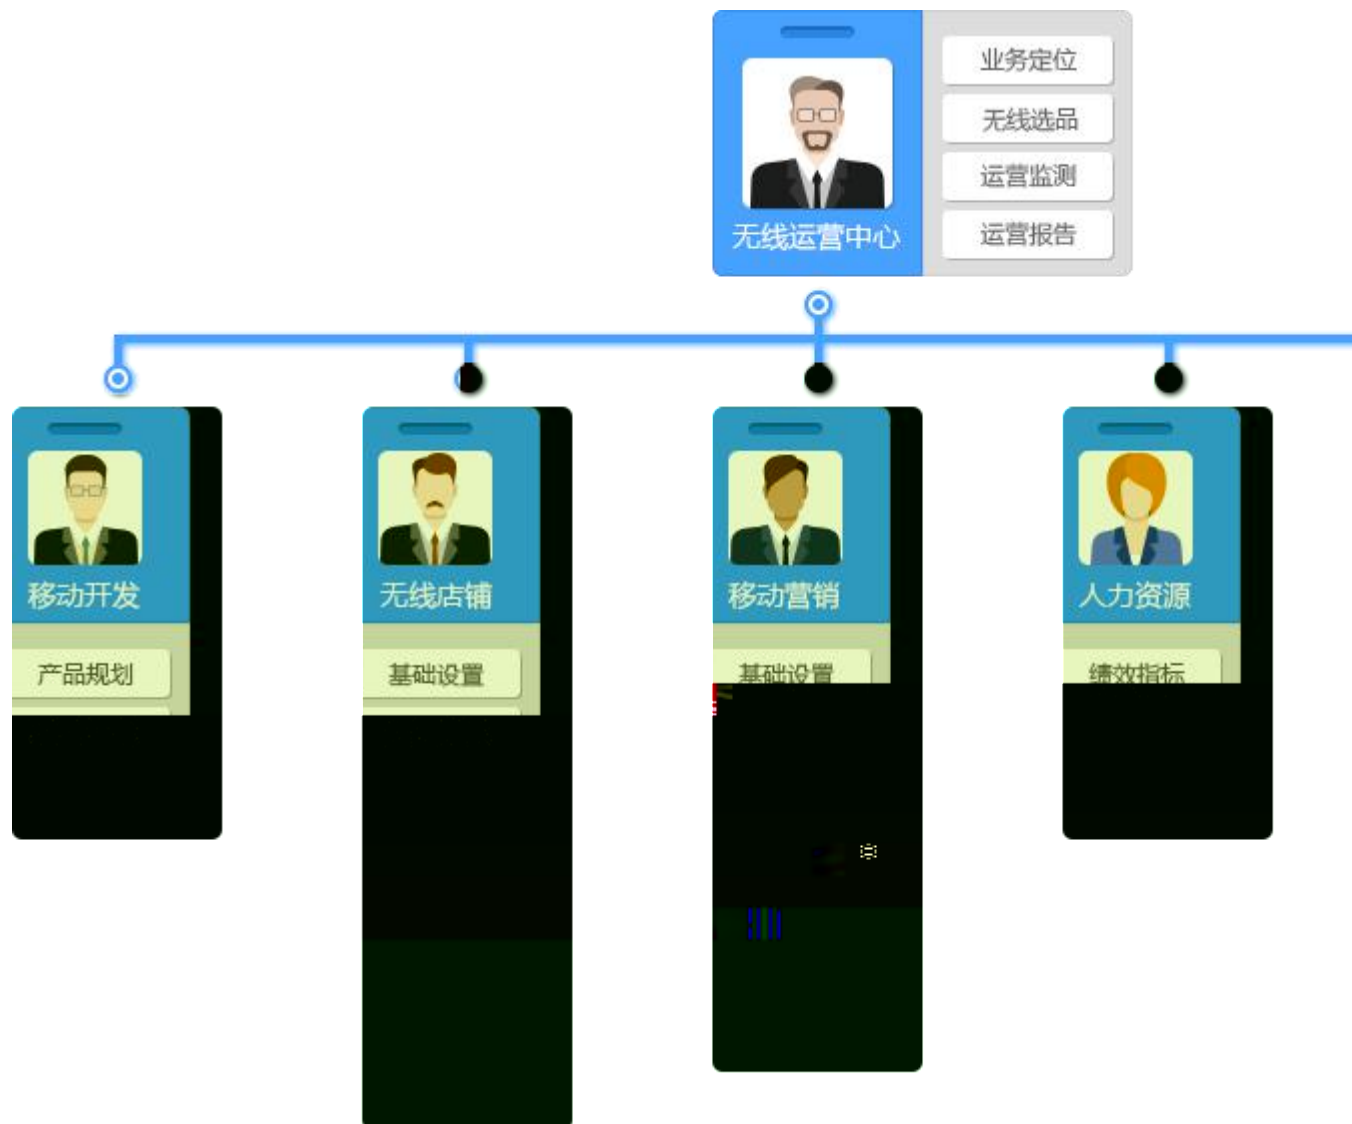 业务定位
无线选品
运营监测
运营报告
无线运营中心
移动开发
无线店铺
移动营销
人力资源
产品规划
基础设置
基础设置
绩效指标